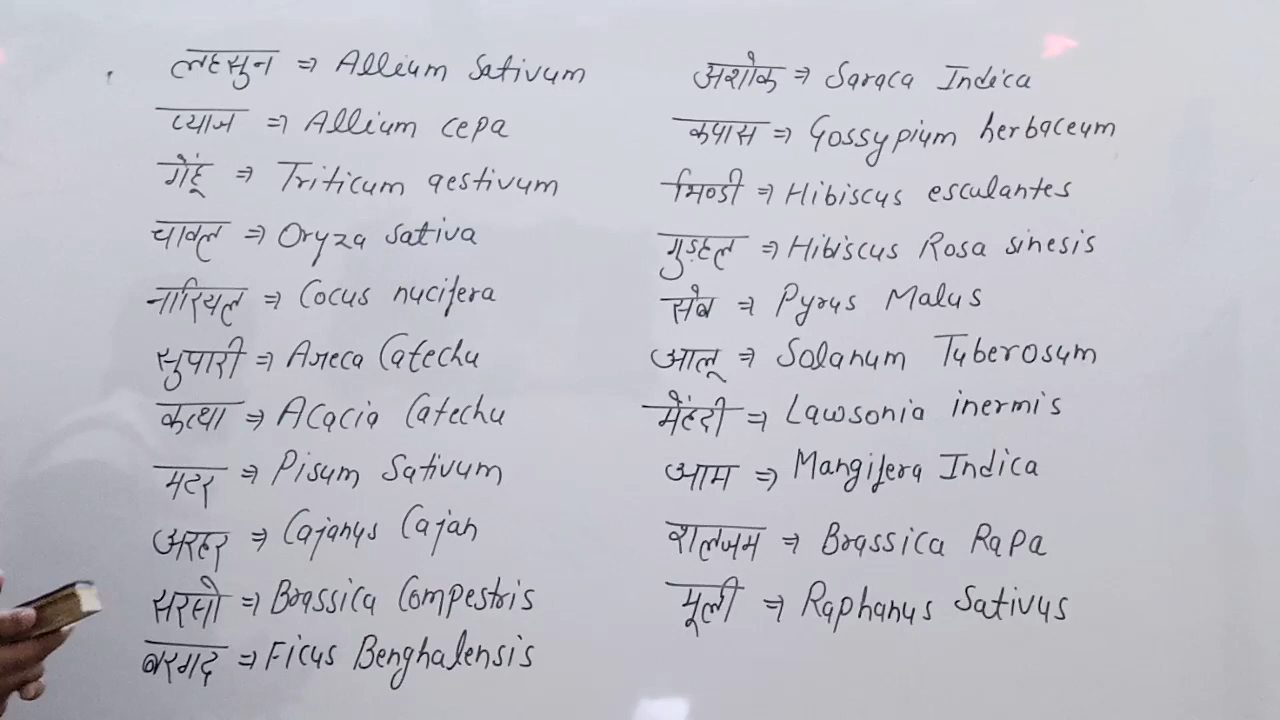 लहसुन ⇒ Allium Sativum
प्याज ⇒ Allium cepa
गेहूं ⇒ Triticum aestivum
चावल ⇒ Oryza Sativa
नारियल ⇒ Cocus nucifera
सुपारी ⇒ Areca Catechu
कत्था ⇒ Acacia Catechu
मटर ⇒ Pisum Sativum
अरहर ⇒ Cajanus Cajan
सरसो ⇒ Brassica Compestris
बरगद ⇒ Ficus Benghalensis
अशोक ⇒ Saraca Indica
कपास ⇒ Gossypium herbaceum
भिण्डी ⇒ Hibiscus esculantes
गुड़हल ⇒ Hibiscus Rosa sinesis
सेब ⇒ Pyrus Malus
आलू ⇒ Solanum Tuberosum
मेंहदी ⇒ Lawsonia inermis
आम ⇒ Mangifera Indica
शलजम ⇒ Brassica Rapa
मूली ⇒ Raphanus Sativus